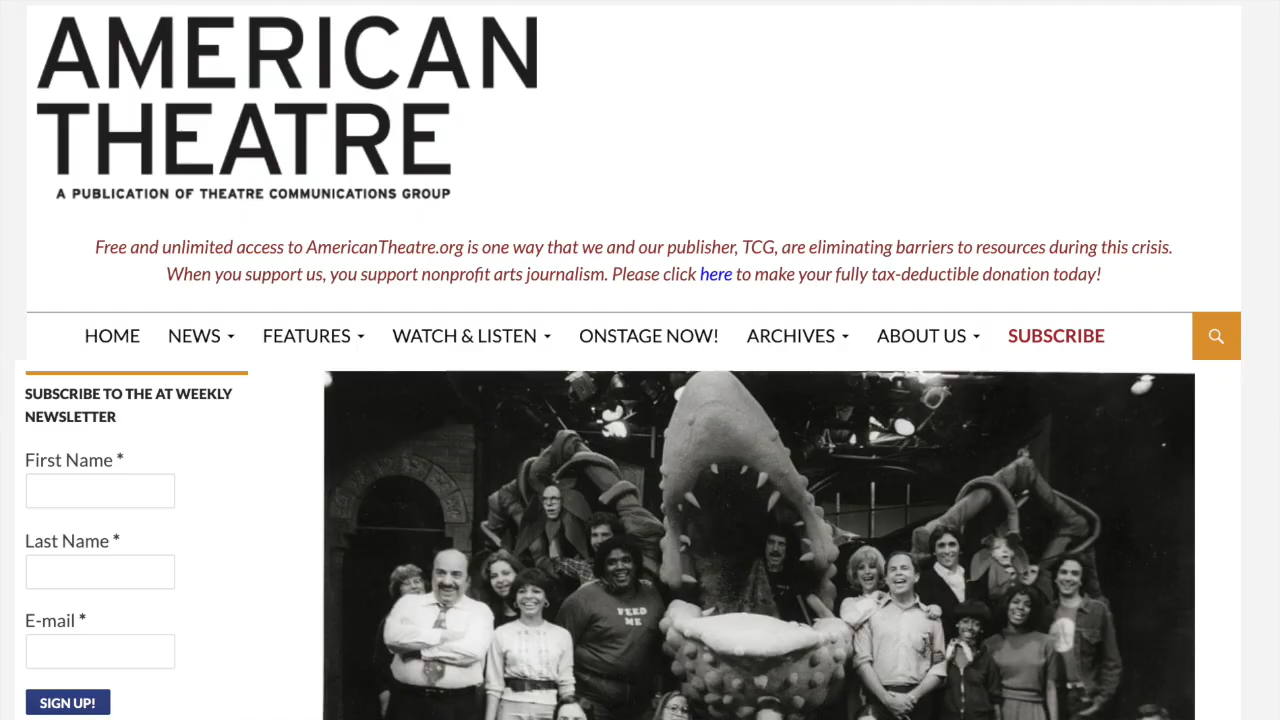 AMERICAN
THEATRE
A PUBLICATION OF THEATRE COMMUNICATIONS GROUP
Free and unlimited access to AmericanTheatre.org is one way that we and our publisher, TCG, are eliminating barriers to resources during this crisis.
When you support us, you support nonprofit arts journalism. Please click here to make your fully tax-deductible donation today!
HOME NEWS FEATURES WATCH & LISTEN ONSTAGE NOW! ARCHIVES ABOUT US SUBSCRIBE
SUBSCRIBE TO THE AT WEEKLY
NEWSLETTER
First Name *
Last Name *
E-mail *
SIGN UP!
FEED
ME